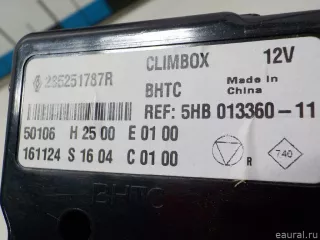 285251787R
CLIMBOX 12V
BHTC
Made in
China
REF: 5HB 013360-11
50106 H 25 00 E 01 00
161124 S 16 04 C 01 00
R
740
BHTC
eaural.ru